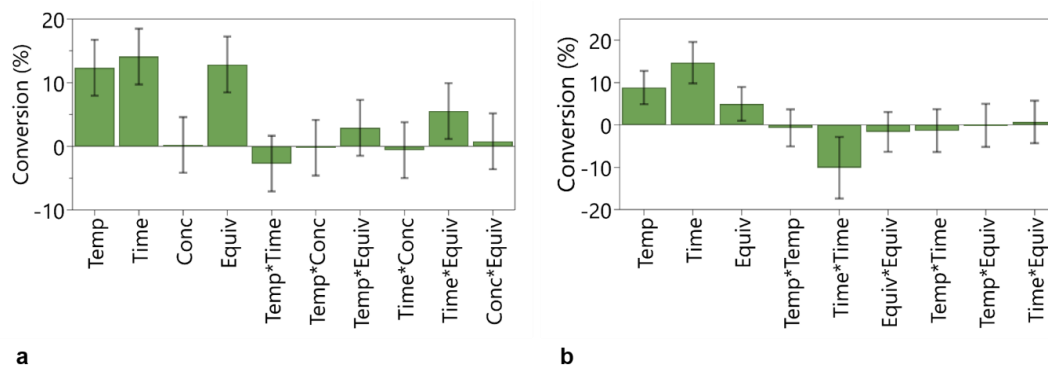 Conversion (%)
20
10
0
-10
Temp
Time
Conc
Equiv
Temp*Time
Temp*Conc
Temp*Equiv
Time*Conc
Time*Equiv
Conc*Equiv
a
Conversion (%)
20
10
0
-10
-20
Temp
Time
Equiv
Temp*Temp
Time*Time
Equiv*Equiv
Temp*Time
Temp*Equiv
Time*Equiv
b